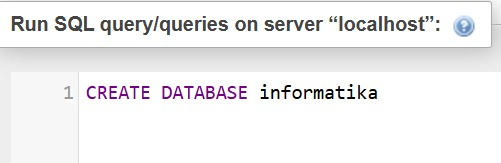 Run SQL query/queries on server “localhost”:
1 CREATE DATABASE informatika